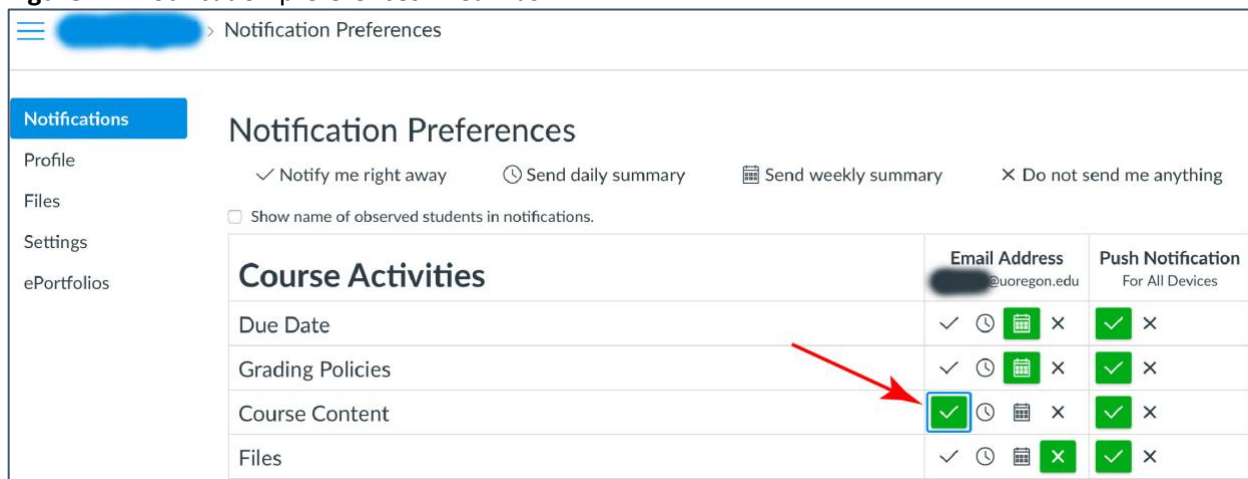 > Notification Preferences
Notifications
Profile
Files
Settings
ePortfolios
Notification Preferences
✓ Notify me right away Send daily summary Send weekly summary × Do not send me anything
Show name of observed students in notifications.
Course Activities
Email Address
@uoregon.edu
Push Notification
For All Devices
Due Date
Grading Policies
Course Content
Files